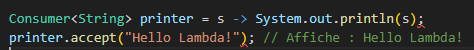 Consumer<String> printer = s -> System.out.println(s);
printer.accept("Hello Lambda!"); // Affiche : Hello Lambda!